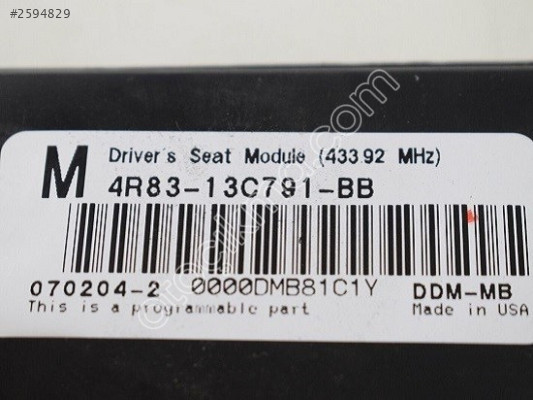 #2594829
Driver's Seat Module (433.92 MHz)
M
4R83-13C791-BB
070204-2 0000DMB81C1Y DDM-MB
This is a programmable part Made in USA